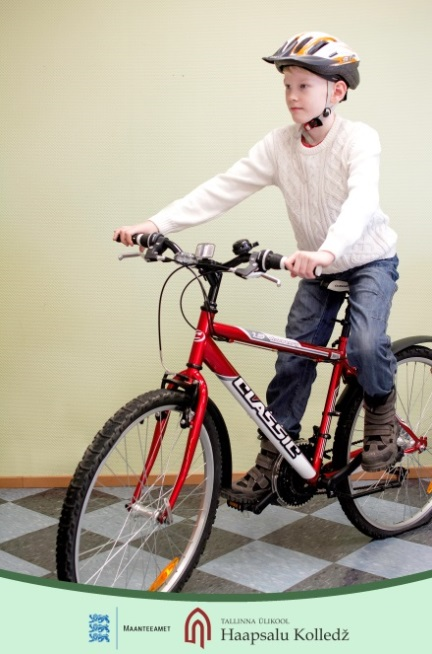 CLASSIC
MAANTEEAMET
TALLINNA ÜLIKOOL
Haapsalu Kolledž